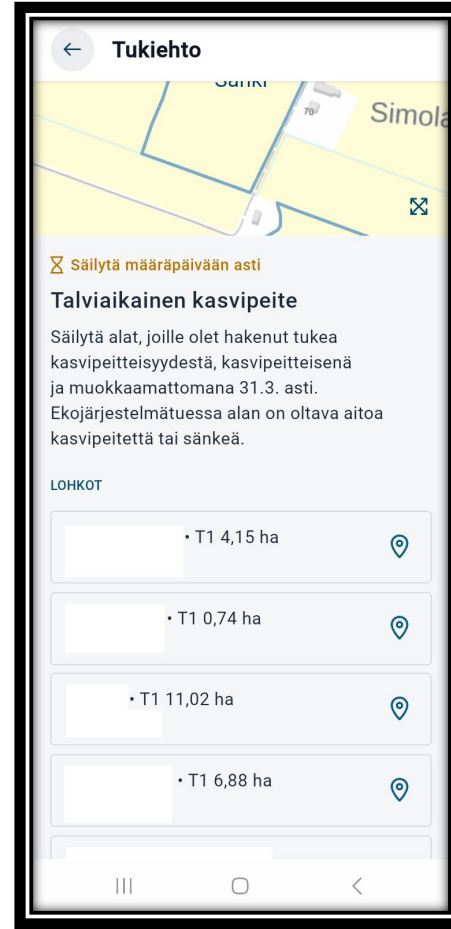 Tukiehto
Sänki
70
Simola
Säilytä määräpäivään asti
Talviaikainen kasvipeite
Säilytä alat, joille olet hakenut tukea
kasvipeitteisyydestä, kasvipeitteisenä
ja muokkaamattomana 31.3. asti.
Ekojärjestelmätuessa alan on oltava aitoa
kasvipeitettä tai sänkeä.
LOHKOT
• T1 4,15 ha
• T1 0,74 ha
• T1 11,02 ha
• T1 6,88 ha